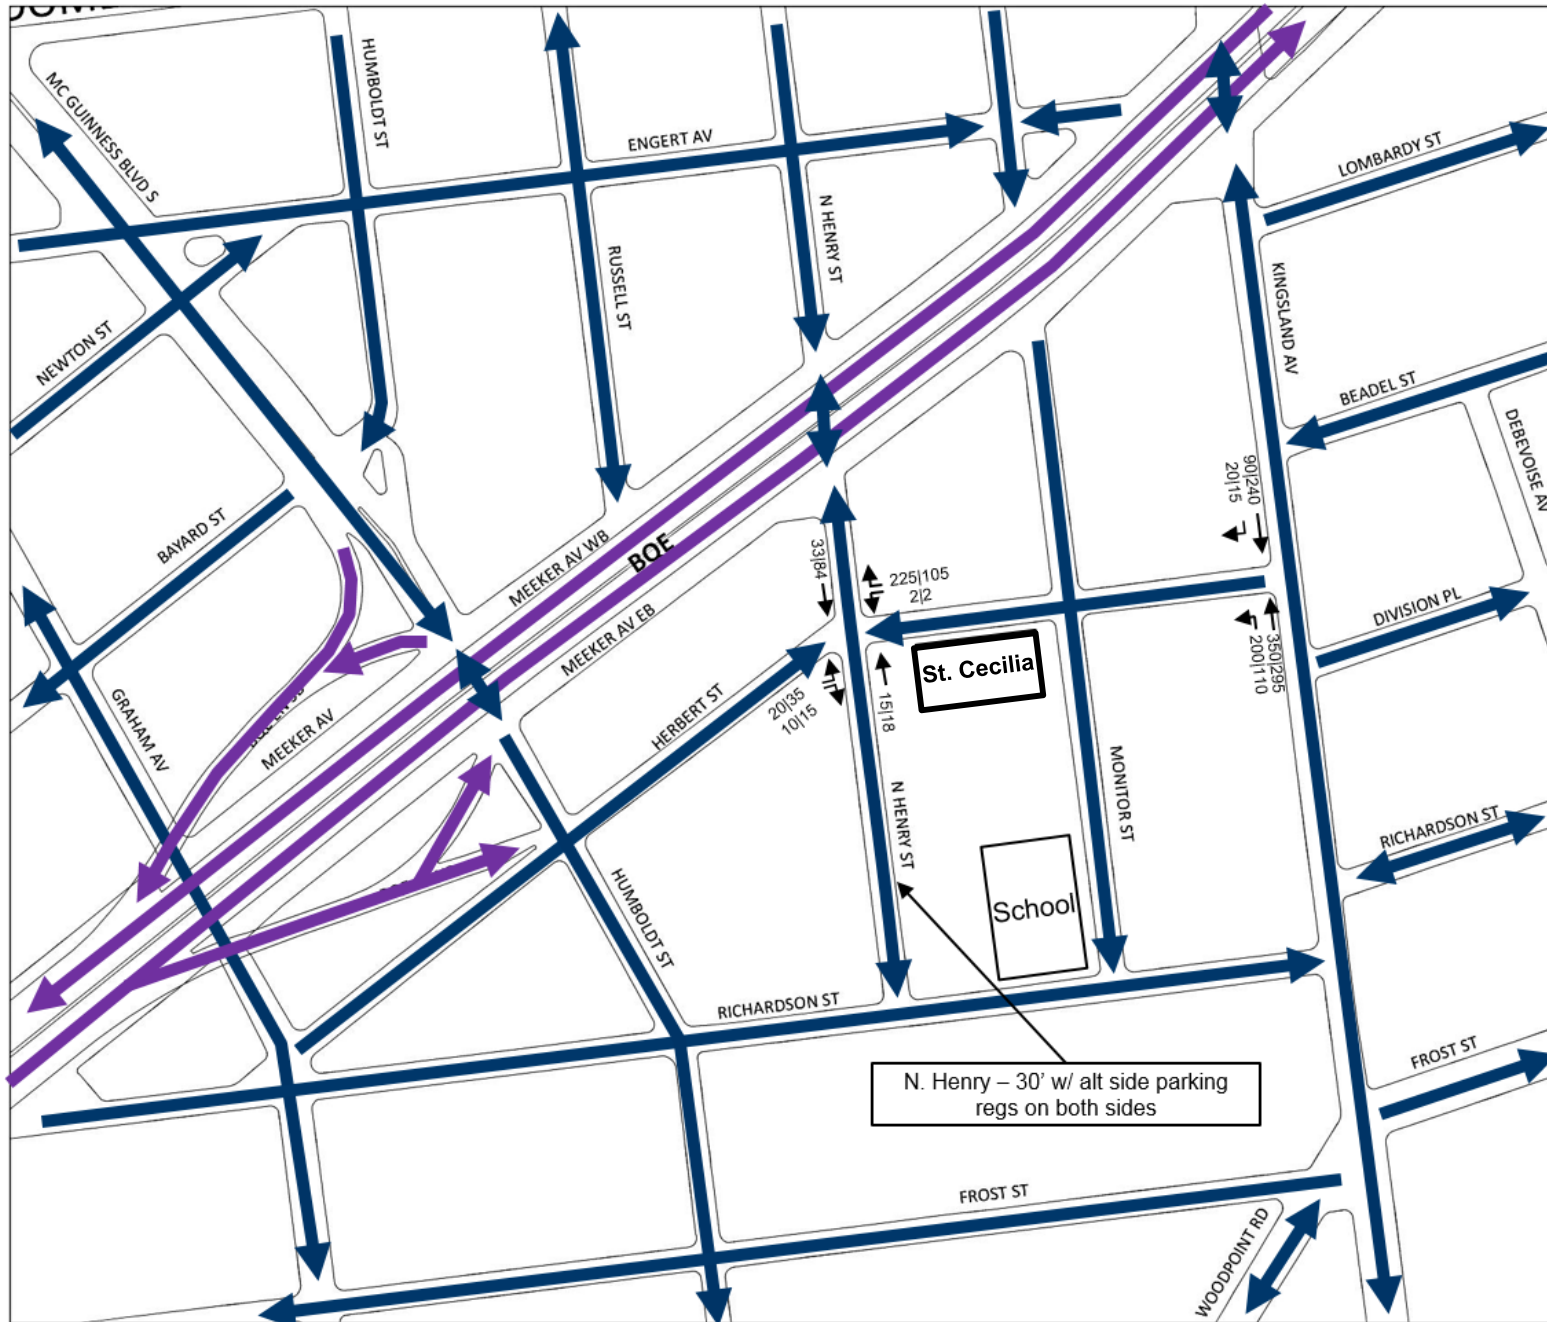 MC GUINNESS BLVD S
HUMBOLDT ST
ENGERT AV
N HENRY ST
RUSSELL ST
NEWTON ST
LOMBARDY ST
KINGSLAND AV
BEADEL ST
DEBEVOISE AV
BAYARD ST
MEEKER AV WB
BQE
MEEKER AV EB
33|84
225|105
2|2
90|240
20|15
DIVISION PL
350|295
200|110
St. Cecilia
GRAHAM AV
MEEKER AV
HERBERT ST
20|35
10|15
15|18
N HENRY ST
MONITOR ST
RICHARDSON ST
School
HUMBOLDT ST
RICHARDSON ST
N. Henry – 30’ w/ alt side parking
regs on both sides
FROST ST
FROST ST
WOODPOINT RD